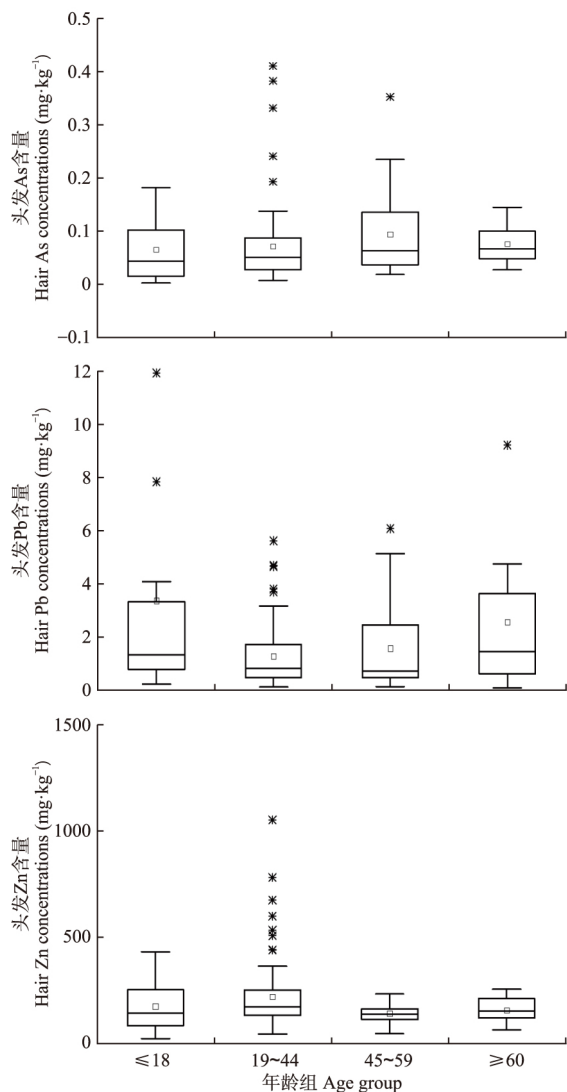 0.5
0.4
0.3
0.2
0.1
0
−0.1
头发As含量
Hair As concentrations (mg·kg⁻¹)
12
10
8
6
4
2
0
头发Pb含量
Hair Pb concentrations (mg·kg⁻¹)
1500
1000
500
0
头发Zn含量
Hair Zn concentrations (mg·kg⁻¹)
≤18 19~44 45~59 ≥60
年龄组 Age group